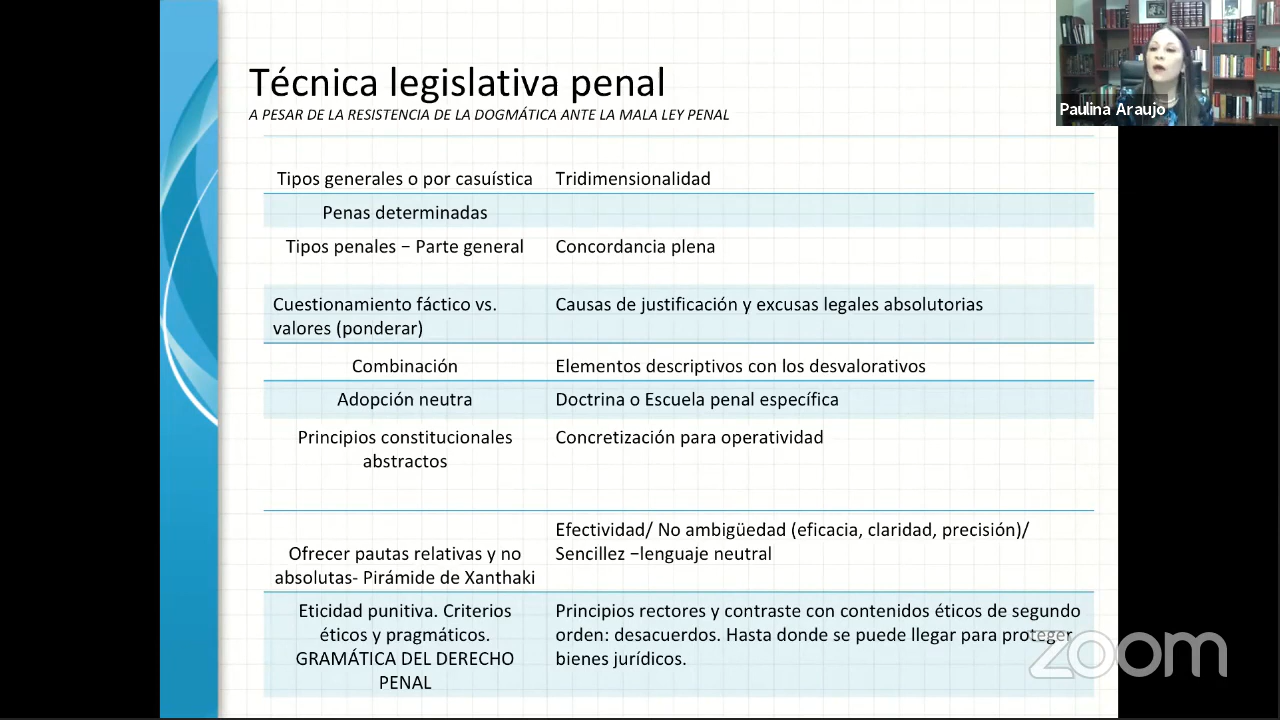 Técnica legislativa penal
A PESAR DE LA RESISTENCIA DE LA DOGMÁTICA ANTE LA MALA LEY PENAL
Paulina Araujo
Tipos generales o por casuística Tridimensionalidad
Penas determinadas
Tipos penales – Parte general Concordancia plena
Cuestionamiento fáctico vs. Causas de justificación y excusas legales absolutorias
valores (ponderar)
Combinación Elementos descriptivos con los desvalorativos
Adopción neutra Doctrina o Escuela penal específica
Principios constitucionales Concretización para operatividad
abstractos
Efectividad/ No ambigüedad (eficacia, claridad, precisión)/
Ofrecer pautas relativas y no Sencillez –lenguaje neutral
absolutas- Pirámide de Xanthaki
Eticidad punitiva. Criterios Principios rectores y contraste con contenidos éticos de segundo
éticos y pragmáticos. orden: desacuerdos. Hasta donde se puede llegar para proteger
GRAMÁTICA DEL DERECHO bienes jurídicos.
PENAL
zoom